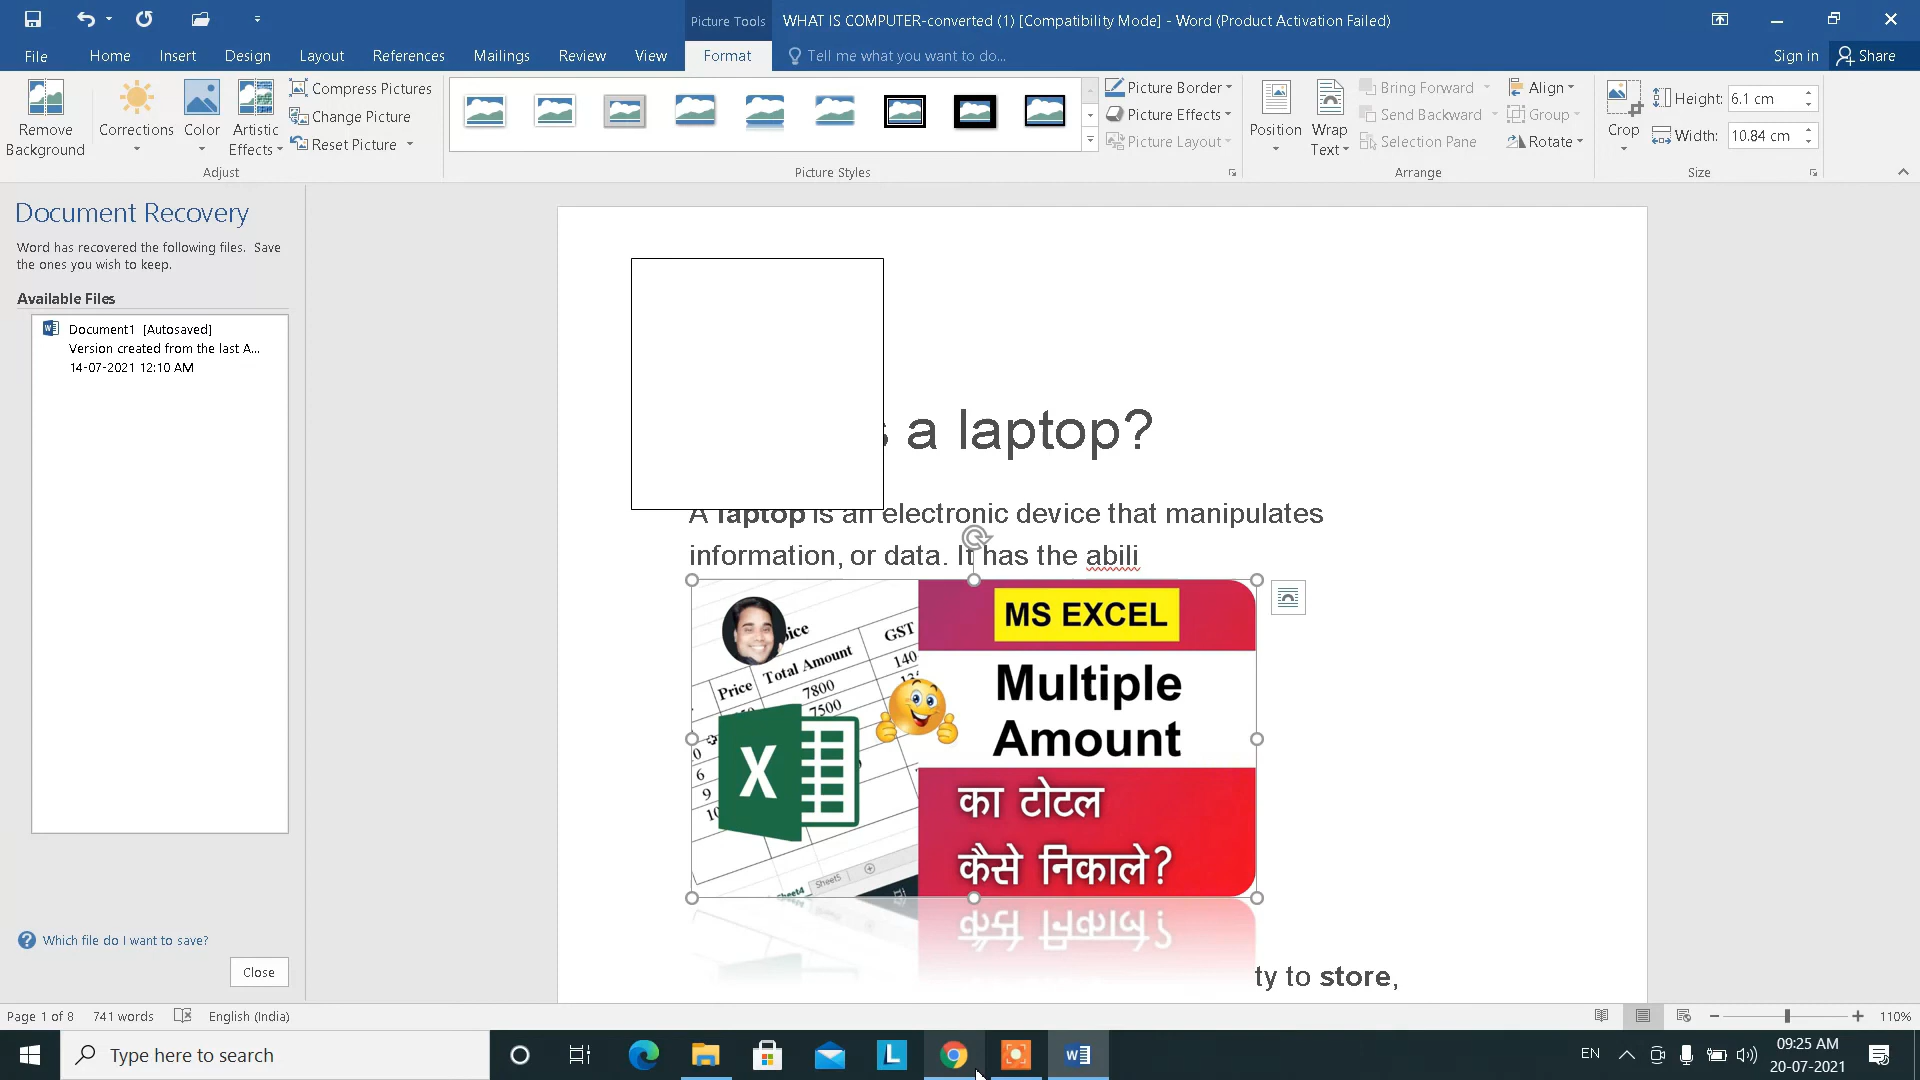 Picture Tools
WHAT IS COMPUTER-converted (1) [Compatibility Mode] - Word (Product Activation Failed)
File Home Insert Design Layout References Mailings Review View Format Tell me what you want to do... Sign in Share
Remove Background
Corrections
Color
Artistic Effects
Compress Pictures
Change Picture
Reset Picture
Adjust
Picture Styles
Picture Border
Picture Effects
Picture Layout
Position
Wrap Text
Bring Forward
Send Backward
Selection Pane
Align
Group
Rotate
Arrange
Crop
Height: 6.1 cm
Width: 10.84 cm
Size
Document Recovery
Word has recovered the following files. Save
the ones you wish to keep.
Available Files
Document1 [Autosaved]
Version created from the last A...
14-07-2021 12:10 AM
Which file do I want to save?
Close
s a laptop?
A laptop is an electronic device that manipulates
information, or data. It has the abili
MS EXCEL
Multiple
Amount
का टोटल
कैसे निकाले?
Price Total Amount GST
7800 140
7500
6
9
10
X
Sheet4 Sheet5
ty to store,
Page 1 of 8 741 words English (India) 110%
Type here to search
L
W
EN
09:25 AM
20-07-2021